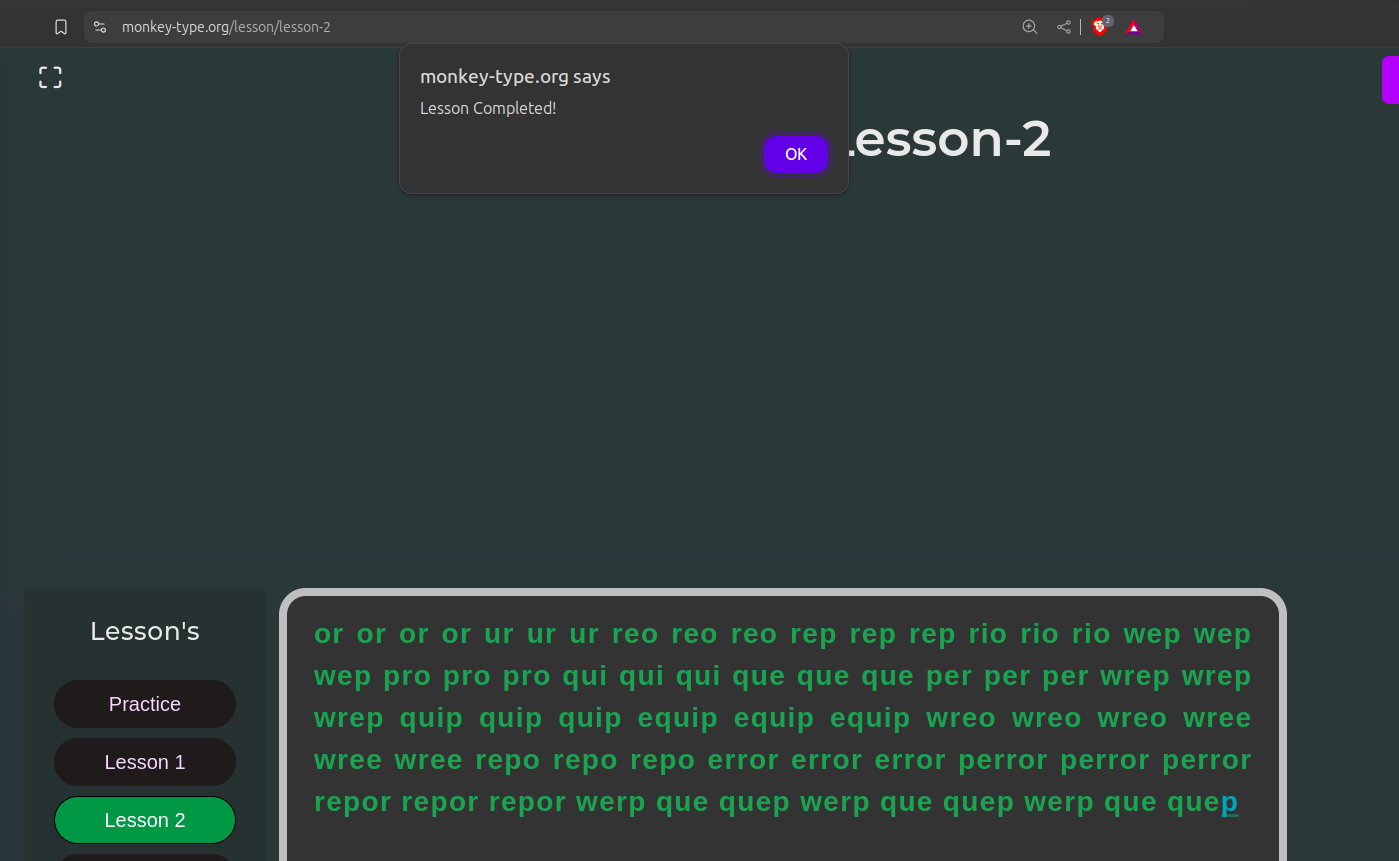 monkey-type.org/lesson/lesson-2
2
monkey-type.org says
Lesson Completed!
OK
Lesson-2
Lesson's
Practice
Lesson 1
Lesson 2
or or or or ur ur ur reo reo reo rep rep rep rio rio rio wep wep
wep pro pro pro qui qui qui que que que per per per wrep wrep
wrep quip quip quip equip equip equip wreo wreo wreo wree
wree wree repo repo repo error error error perror perror perror
repor repor repor werp que quep werp que quep werp que quep